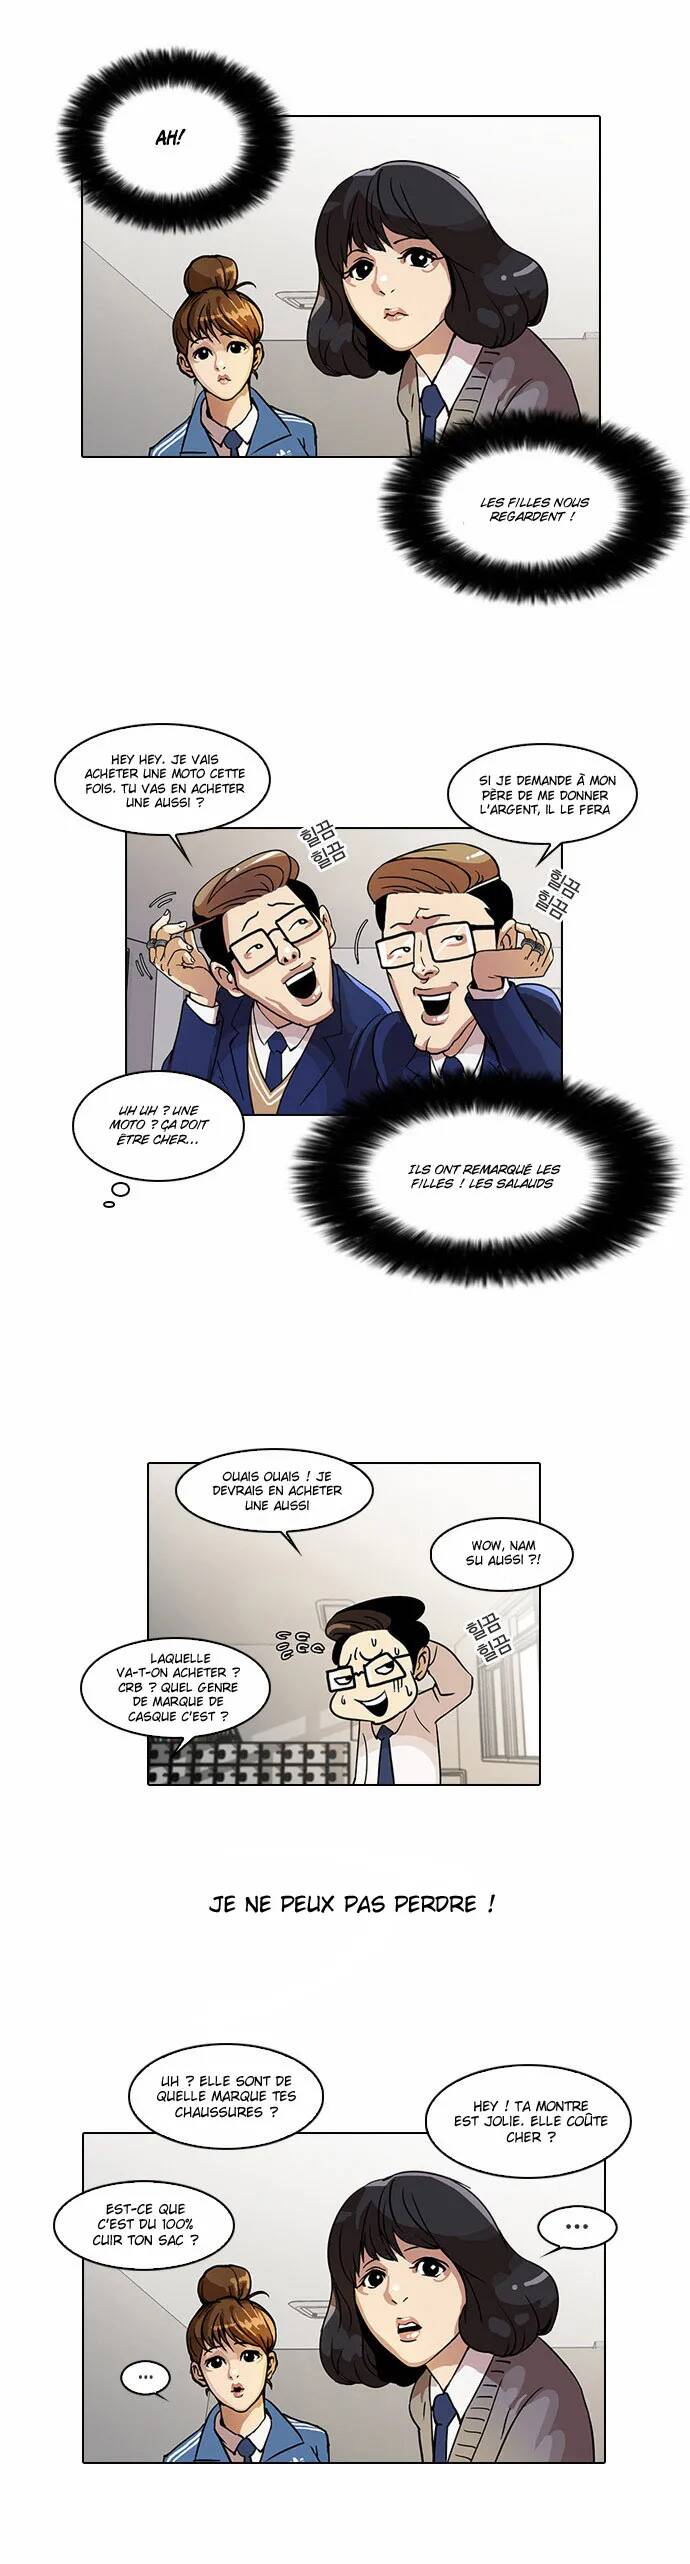 AH!
LES FILLES NOUS
REGARDENT !
HEY HEY. JE VAIS
ACHETER UNE MOTO CETTE
FOIS. TU VAS EN ACHETER
UNE AUSSI ?
SI JE DEMANDE À MON
PÈRE DE ME DONNER
L'ARGENT, IL LE FERA
힐끔
힐끔
힐끔
힐끔
UH UH ? UNE
MOTO ? ÇA DOIT
ÊTRE CHER...
ILS ONT REMARQUÉ LES
FILLES ! LES SALAUDS
OUAIS OUAIS ! JE
DEVRAIS EN ACHETER
UNE AUSSI
WOW, NAM
SU AUSSI ?!
힐끔
힐끔
LAQUELLE
VA-T-ON ACHETER ?
CRB ? QUEL GENRE
DE MARQUE DE
CASQUE C'EST ?
JE NE PEUX PAS PERDRE !
UH ? ELLE SONT DE
QUELLE MARQUE TES
CHAUSSURES ?
HEY ! TA MONTRE
EST JOLIE. ELLE COÛTE
CHER ?
EST-CE QUE
C'EST DU 100%
CUIR TON SAC ?
...
...